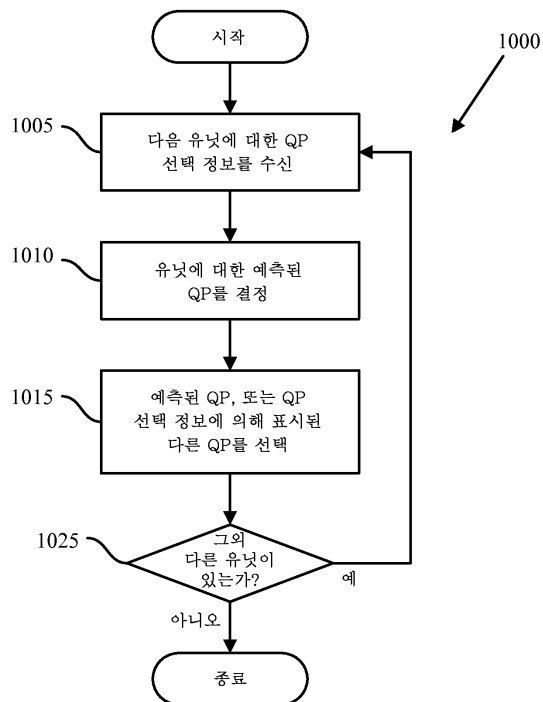 시작
1000
1005
다음 유닛에 대한 QP
선택 정보를 수신
1010
유닛에 대한 예측된
QP를 결정
1015
예측된 QP, 또는 QP
선택 정보에 의해 표시된
다른 QP를 선택
1025
그외
다른 유닛이
있는가?
예
아니오
종료